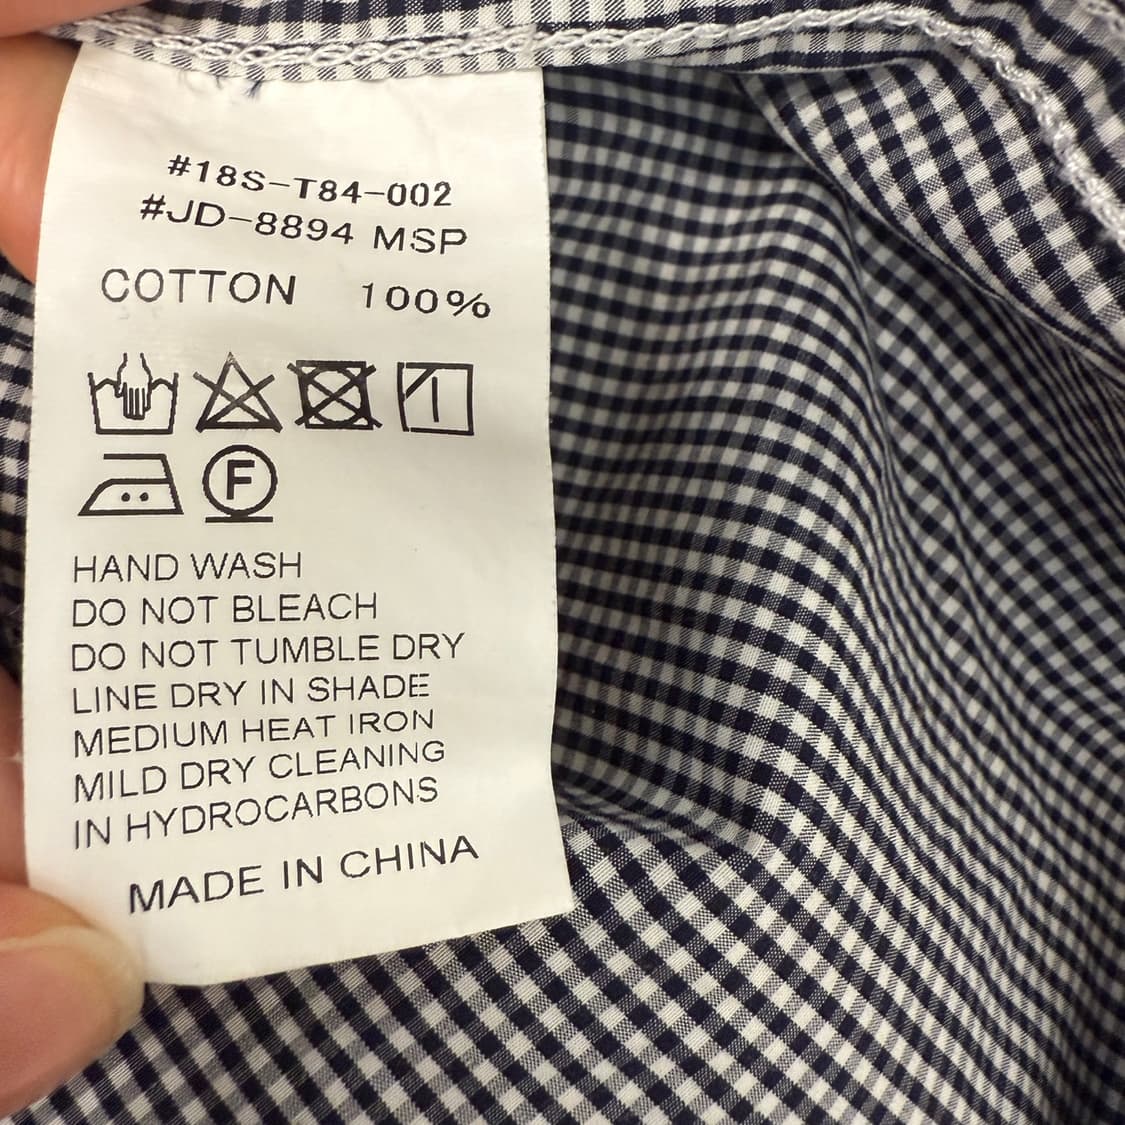 #18S-T84-002
#JD-8894 MSP
COTTON 100%
F
HAND WASH
DO NOT BLEACH
DO NOT TUMBLE DRY
LINE DRY IN SHADE
MEDIUM HEAT IRON
MILD DRY CLEANING
IN HYDROCARBONS
MADE IN CHINA